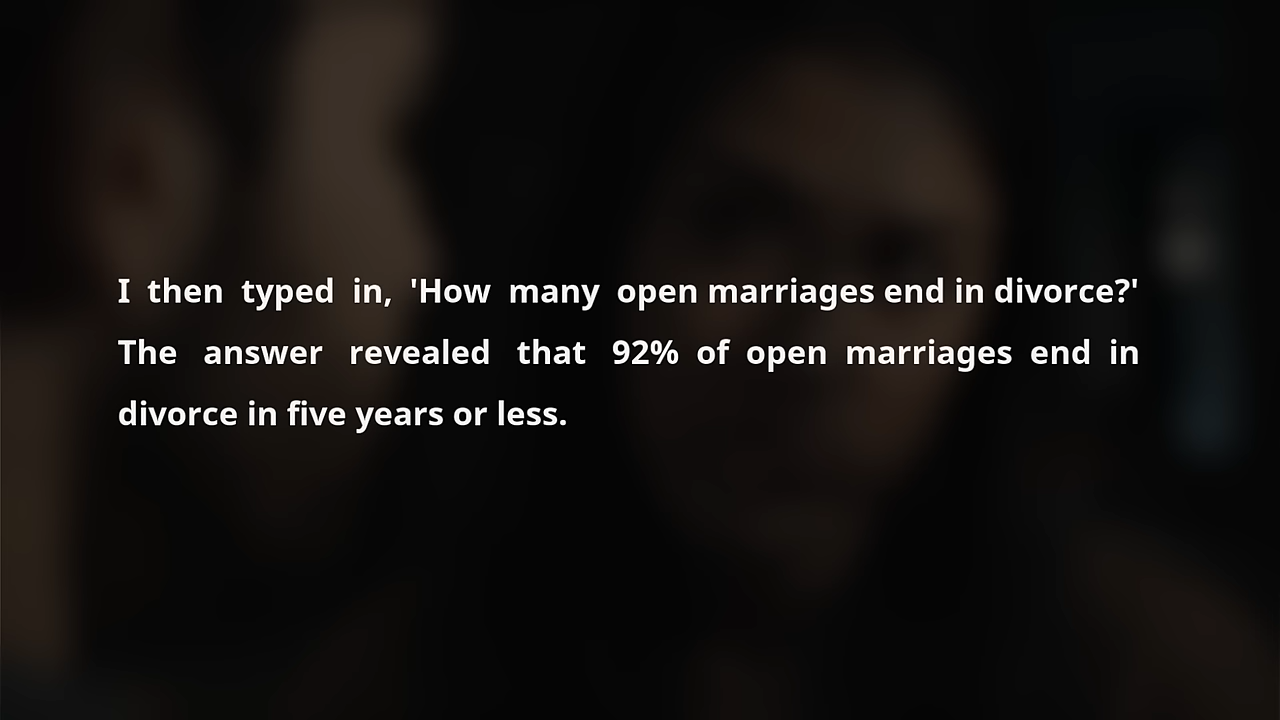 I then typed in, 'How many open marriages end in divorce?'
The answer revealed that 92% of open marriages end in
divorce in five years or less.